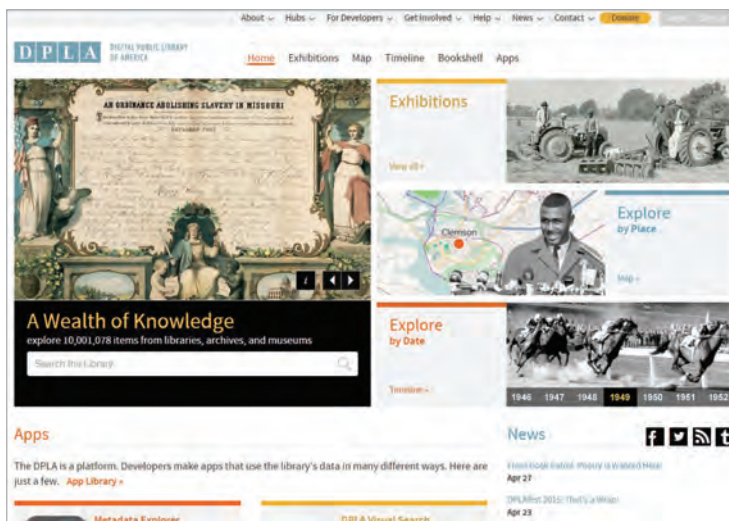 About Hubs For Developers Get Involved Help News Contact Donate
DPLA DIGITAL PUBLIC LIBRARY
OF AMERICA
Home Exhibitions Map Timeline Bookshelf Apps
AN ORDINANCE ABOLISHING SLAVERY IN MISSOURI
i
A Wealth of Knowledge
explore 10,001,078 items from libraries, archives, and museums
Search the Library
Exhibitions
View all »
Clemson
Explore
by Place
Map »
Explore
by Date
Timeline »
1946 1947 1948 1949 1950 1951 1952
Apps
The DPLA is a platform. Developers make apps that use the library's data in many different ways. Here are
just a few. App Library »
Metadata Explorer
DPLA Visual Search
News
Apr 27
DPLAfest 2015: That's a Wrap!
Apr 23